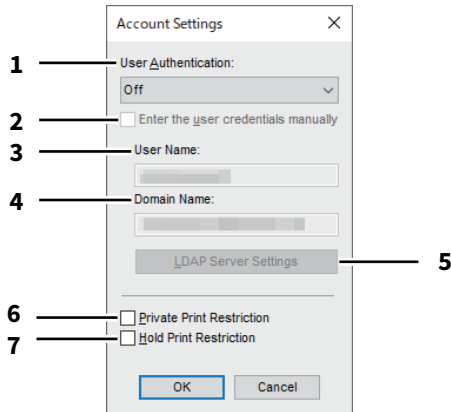 Account Settings
1 User Authentication:
Off
2 Enter the user credentials manually
3 User Name:
4 Domain Name:
LDAP Server Settings 5
6 Private Print Restriction
7 Hold Print Restriction
OK Cancel